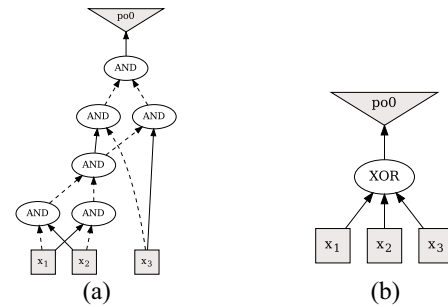 po0
AND
AND AND
AND
AND AND
x1 x2 x3
(a)
po0
XOR
x1 x2 x3
(b)